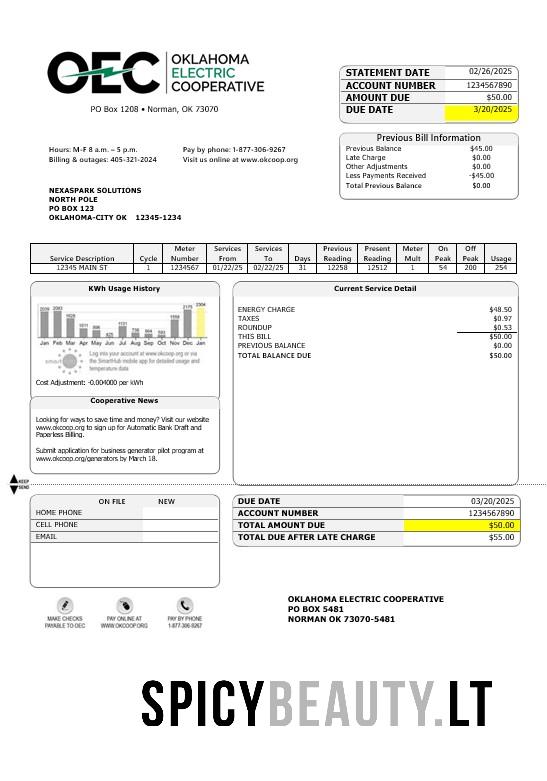 OEC OKLAHOMA
ELECTRIC
COOPERATIVE
PO Box 1208 • Norman, OK 73070
STATEMENT DATE 02/26/2025
ACCOUNT NUMBER 1234567890
AMOUNT DUE $50.00
DUE DATE 3/20/2025
Hours: M-F 8 a.m. – 5 p.m. Pay by phone: 1-877-306-9267
Billing & outages: 405-321-2024 Visit us online at www.okcoop.org
Previous Bill Information
Previous Balance $45.00
Late Charge $0.00
Other Adjustments $0.00
Less Payments Received -$45.00
Total Previous Balance $0.00
NEXASPARK SOLUTIONS
NORTH POLE
PO BOX 123
OKLAHOMA-CITY OK 12345-1234
Meter Services Services Previous Present Meter On Off
Service Description Cycle Number From To Days Reading Reading Mult Peak Peak Usage
12345 MAIN ST 1 1234567 01/22/25 02/22/25 31 12258 12512 1 54 200 254
KWh Usage History
Jan Feb Mar Apr May Jun Jul Aug Sep Oct Nov Dec Jan
Log into your account at www.okcoop.org or via
the SmartHub mobile app for detailed usage and
temperature data
Cost Adjustment: -0.004000 per kWh
Cooperative News
Looking for ways to save time and money? Visit our website
www.okcoop.org to sign up for Automatic Bank Draft and
Paperless Billing.
Submit application for business generator pilot program at
www.okcoop.org/generators by March 18.
Current Service Detail
ENERGY CHARGE $48.50
TAXES $0.97
ROUNDUP $0.53
THIS BILL $50.00
PREVIOUS BALANCE $0.00
TOTAL BALANCE DUE $50.00
KEEP
SEND
ON FILE NEW
HOME PHONE
CELL PHONE
EMAIL
DUE DATE 03/20/2025
ACCOUNT NUMBER 1234567890
TOTAL AMOUNT DUE $50.00
TOTAL DUE AFTER LATE CHARGE $55.00
MAKE CHECKS PAY ONLINE AT PAY BY PHONE
PAYABLE TO OEC WWW.OKCOOP.ORG 1-877-306-9267
OKLAHOMA ELECTRIC COOPERATIVE
PO BOX 5481
NORMAN OK 73070-5481
SPICYBEAUTY.LT